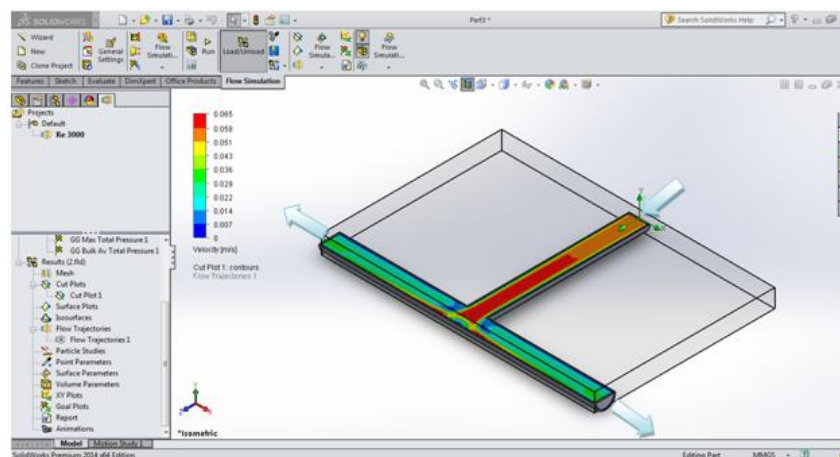 SOLIDWORKS
Part3 *
Search SolidWorks Help
Wizard
New
Clone Project
General Settings
Flow Simulati...
Run
Load/Unload
Flow Simula...
Features
Sketch
Evaluate
DimXpert
Office Products
Flow Simulation
Projects
Default
Re 3000
GG Max Total Pressure 1
GG Bulk Av Total Pressure 1
Results (2.fld)
Mesh
Cut Plots
Cut Plot 1
Surface Plots
Isosurfaces
Flow Trajectories
Flow Trajectories 1
Particle Studies
Point Parameters
Surface Parameters
Volume Parameters
XY Plots
Goal Plots
Report
Animations
0.065
0.058
0.051
0.043
0.036
0.029
0.022
0.014
0.007
0
Velocity [m/s]
Cut Plot 1: contours
Flow Trajectories 1
Y
X
*Isometric
Model
Motion Study 1
SolidWorks Premium 2014 x64 Edition
Editing Part
MMGS